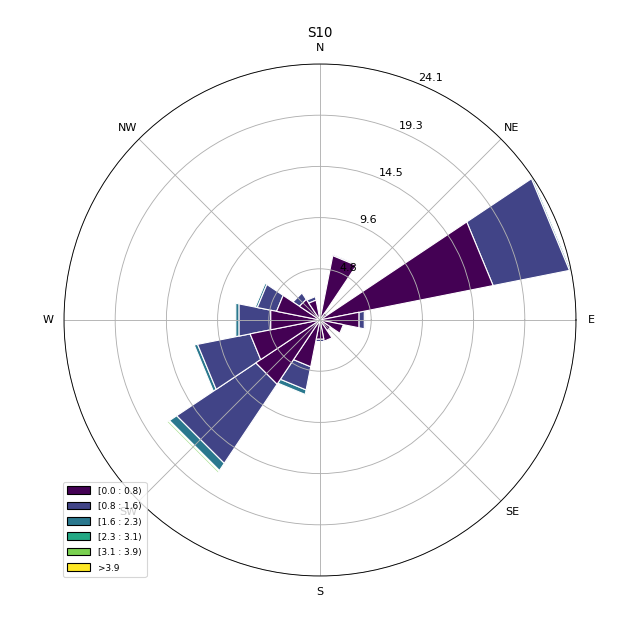 S10
N
24.1
NW
19.3
NE
14.5
9.6
4.8
W
E
[0.0 : 0.8)
[0.8 : 1.6)
[1.6 : 2.3)
[2.3 : 3.1)
[3.1 : 3.9)
>3.9
SW
SE
S